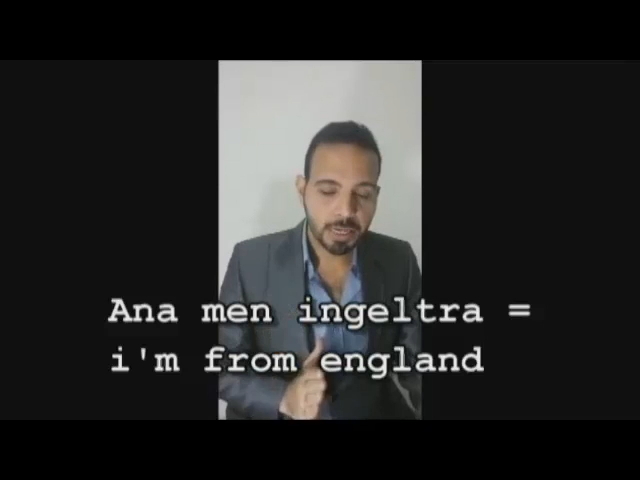 Ana men ingeltra =
i'm from england